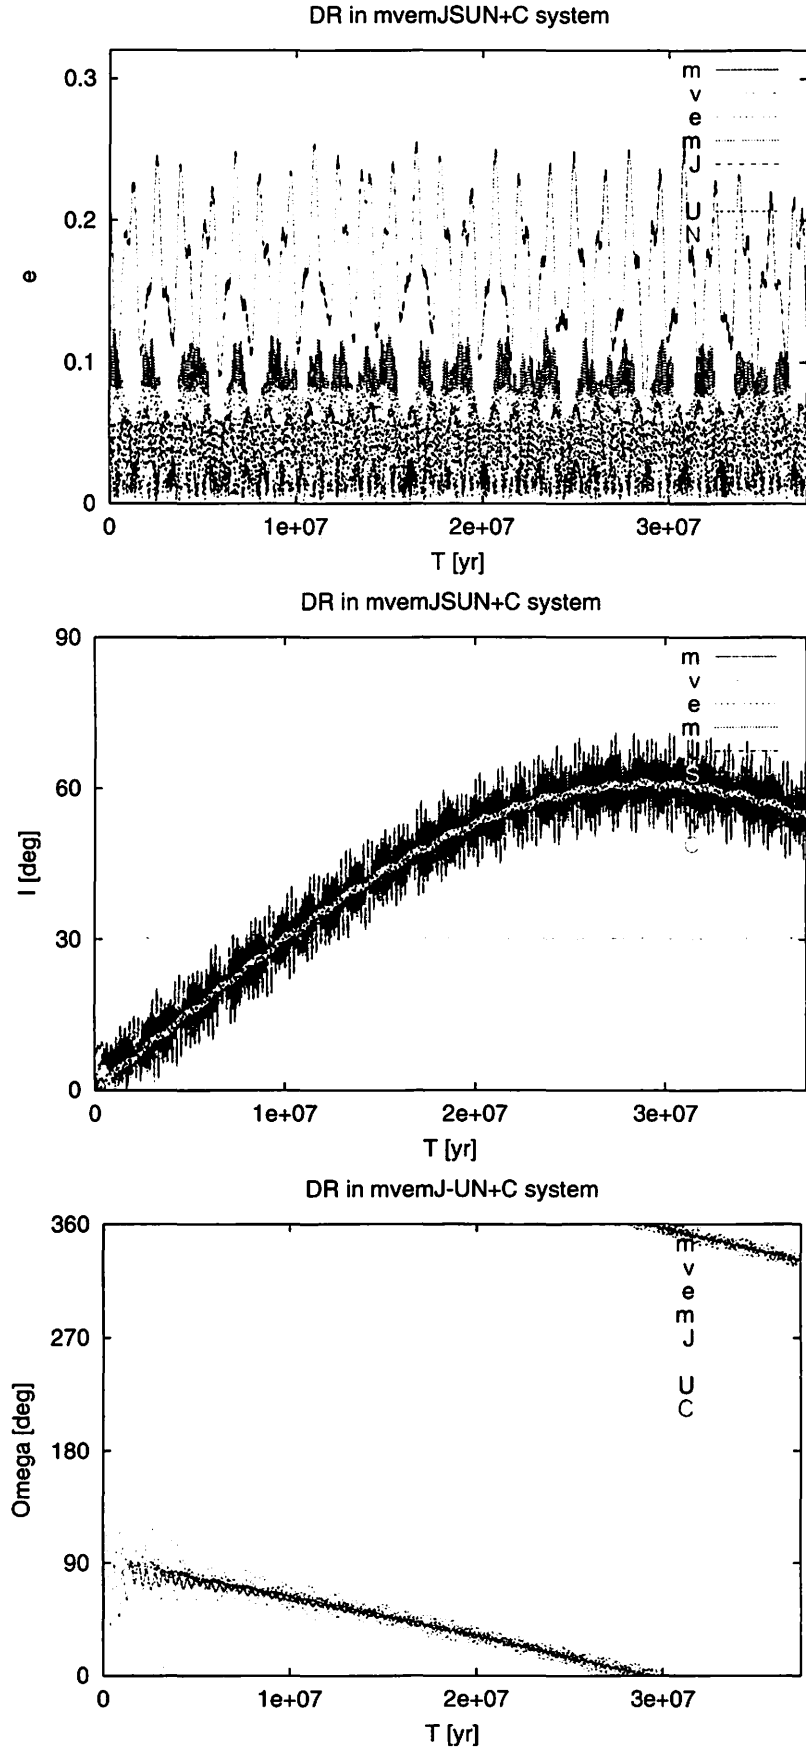 DR in mvemJSUN+C system
0.3
0.2
0.1
0
e
m
v
e
m
J
U
N
0
1e+07
2e+07
3e+07
T [yr]
DR in mvemJSUN+C system
90
60
30
0
I [deg]
m
v
e
m
J
S
C
0
1e+07
2e+07
3e+07
T [yr]
DR in mvemJ-UN+C system
360
270
180
90
0
Omega [deg]
m
v
e
m
J
U
C
0
1e+07
2e+07
3e+07
T [yr]